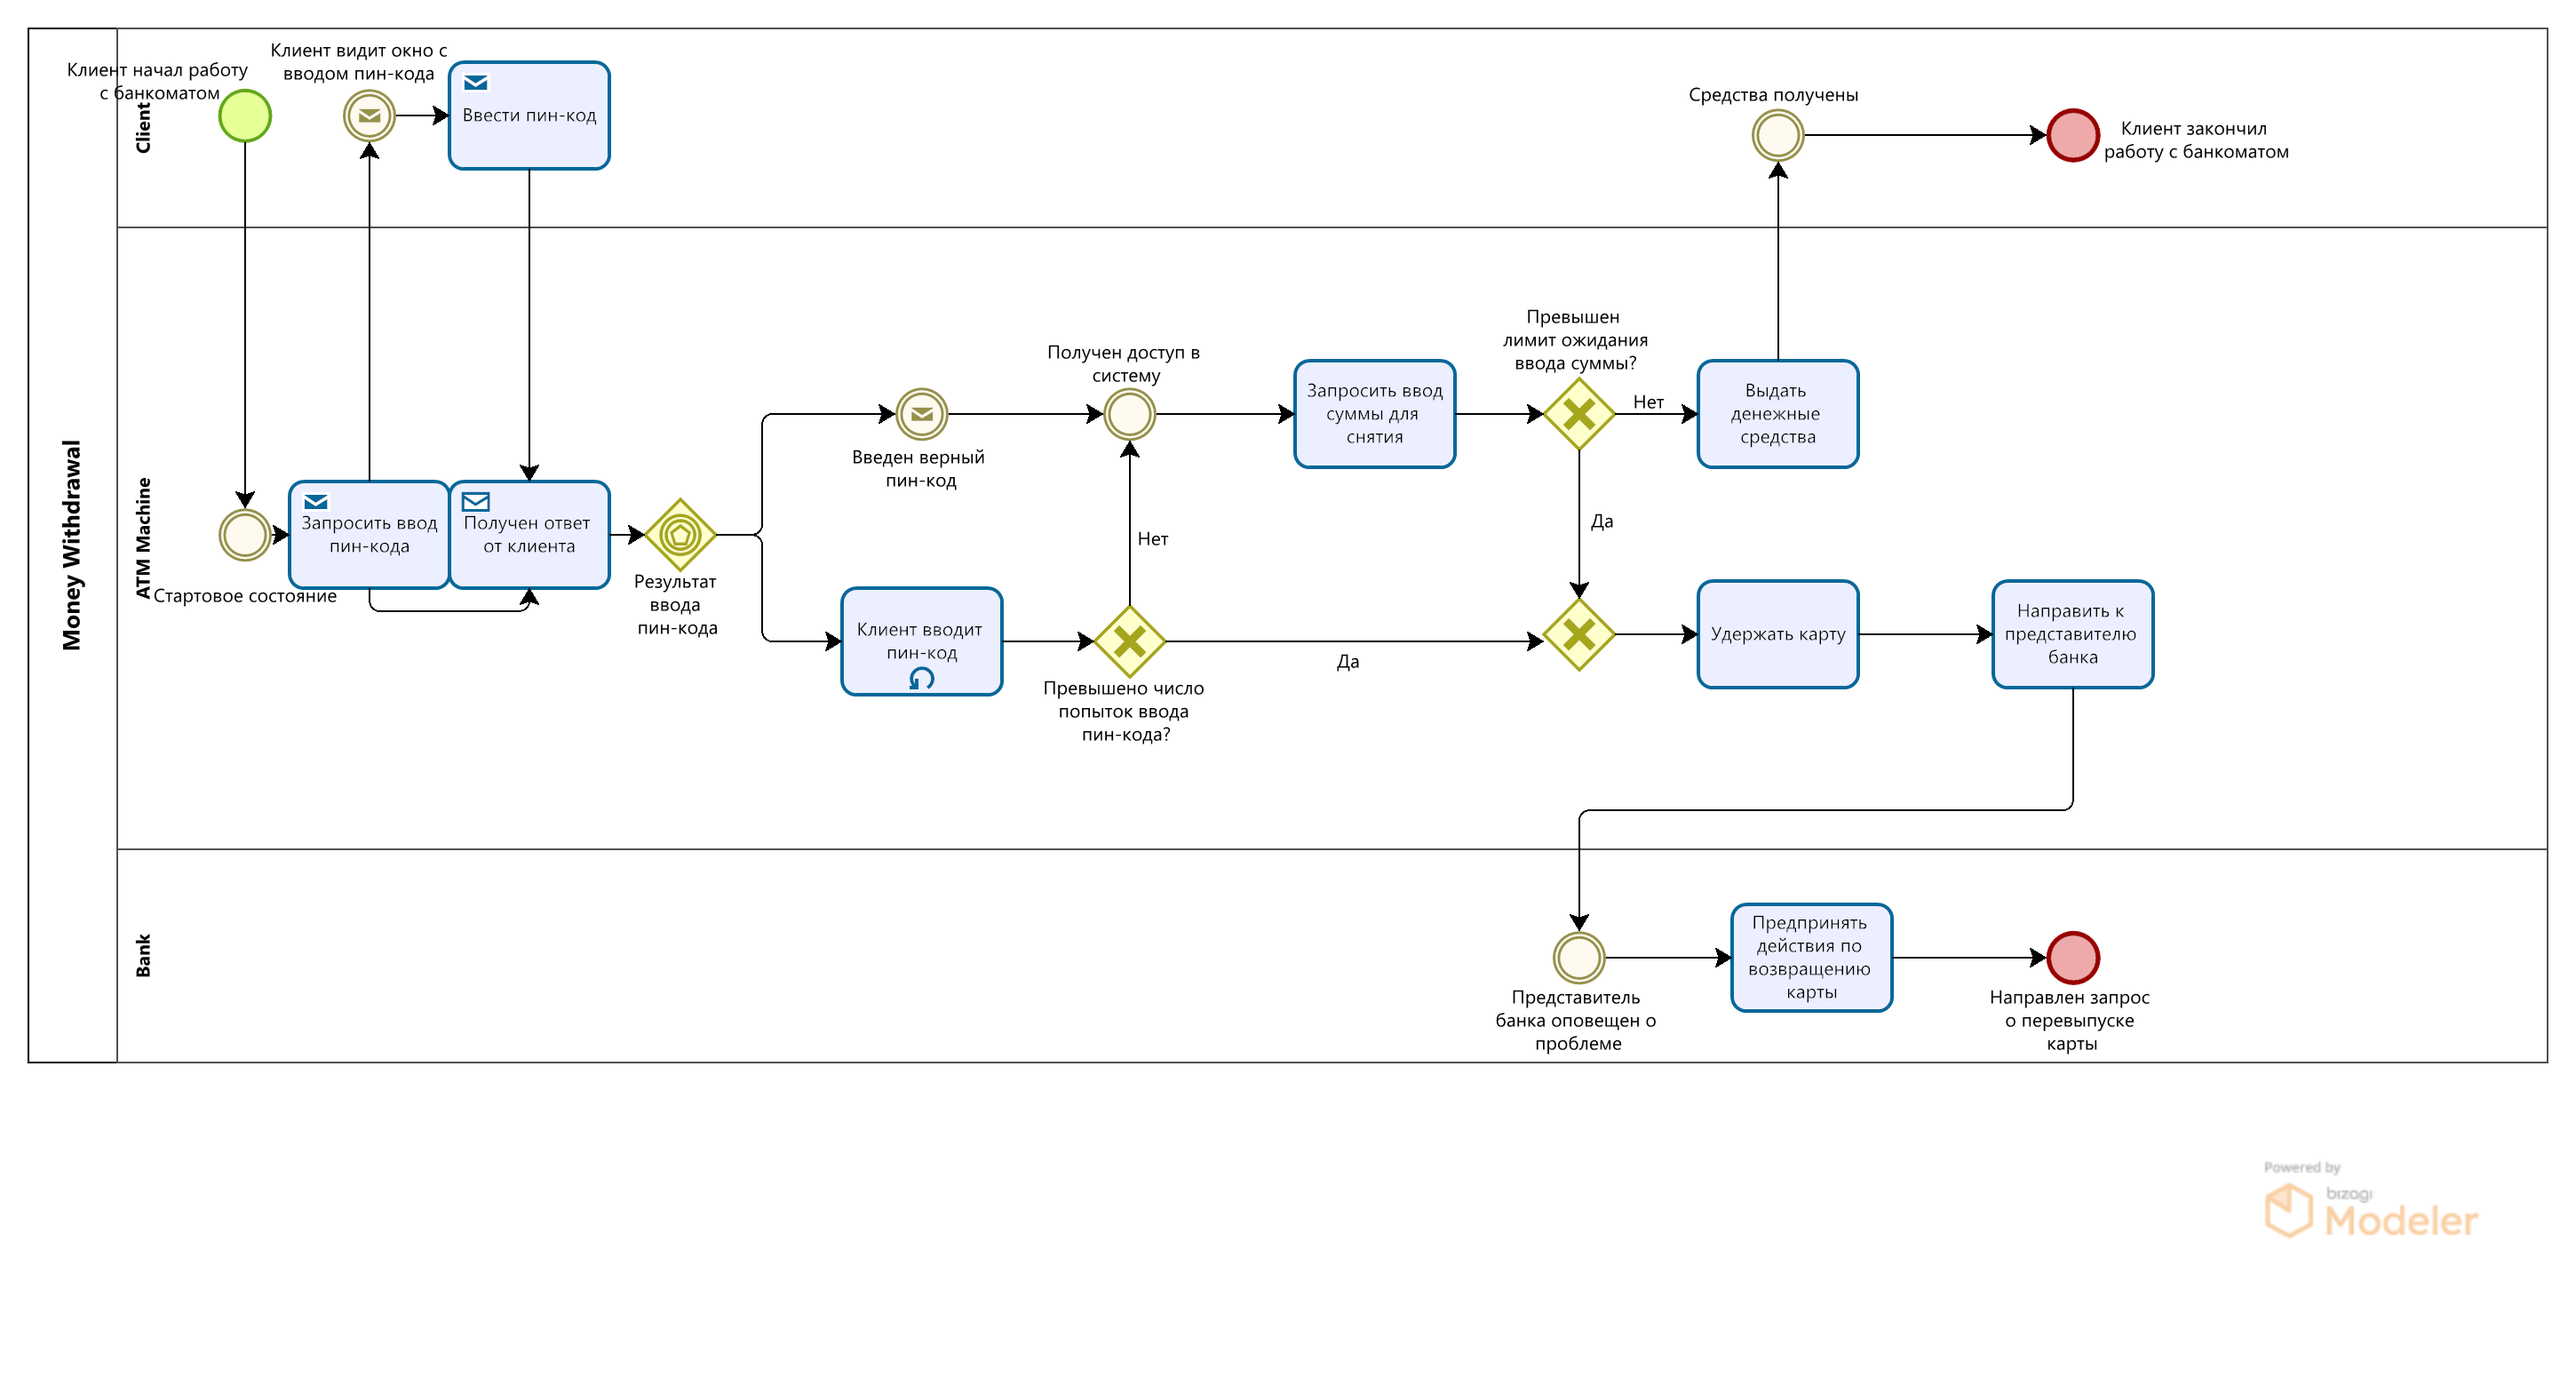 Money Withdrawal
Client
Клиент начал работу
с банкоматом
Клиент видит окно с
вводом пин-кода
Ввести пин-код
Средства получены
Клиент закончил
работу с банкоматом
ATM Machine
Стартовое состояние
Запросить ввод
пин-кода
Получен ответ
от клиента
Результат
ввода
пин-кода
Введен верный
пин-код
Получен доступ в
систему
Запросить ввод
суммы для
снятия
Превышен
лимит ожидания
ввода суммы?
Нет
Выдать
денежные
средства
Да
Нет
Клиент вводит
пин-код
Превышено число
попыток ввода
пин-кода?
Да
Удержать карту
Направить к
представителю
банка
Bank
Представитель
банка оповещен о
проблеме
Предпринять
действия по
возвращению
карты
Направлен запрос
о перевыпуске
карты
Powered by
bizagi
Modeler